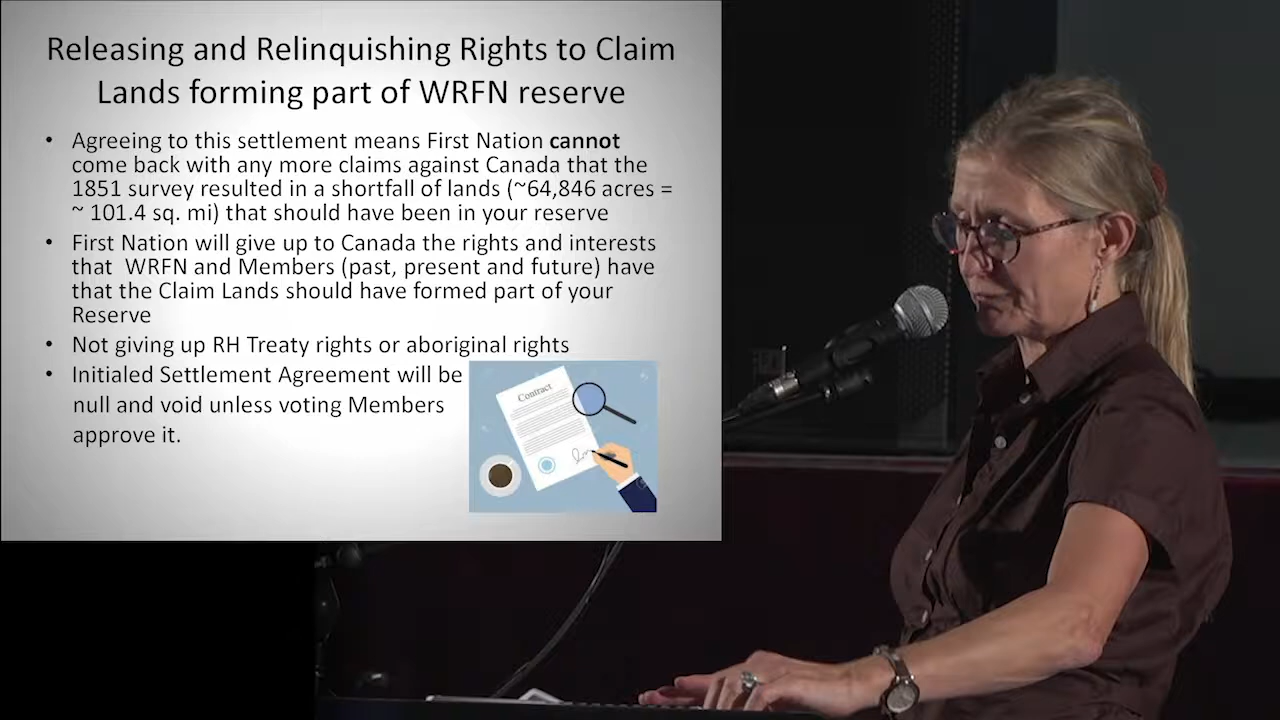 Releasing and Relinquishing Rights to Claim
Lands forming part of WRFN reserve
• Agreeing to this settlement means First Nation cannot
come back with any more claims against Canada that the
1851 survey resulted in a shortfall of lands (~64,846 acres =
~ 101.4 sq. mi) that should have been in your reserve
• First Nation will give up to Canada the rights and interests
that WRFN and Members (past, present and future) have
that the Claim Lands should have formed part of your
Reserve
• Not giving up RH Treaty rights or aboriginal rights
• Initialed Settlement Agreement will be
null and void unless voting Members
approve it.
Contract